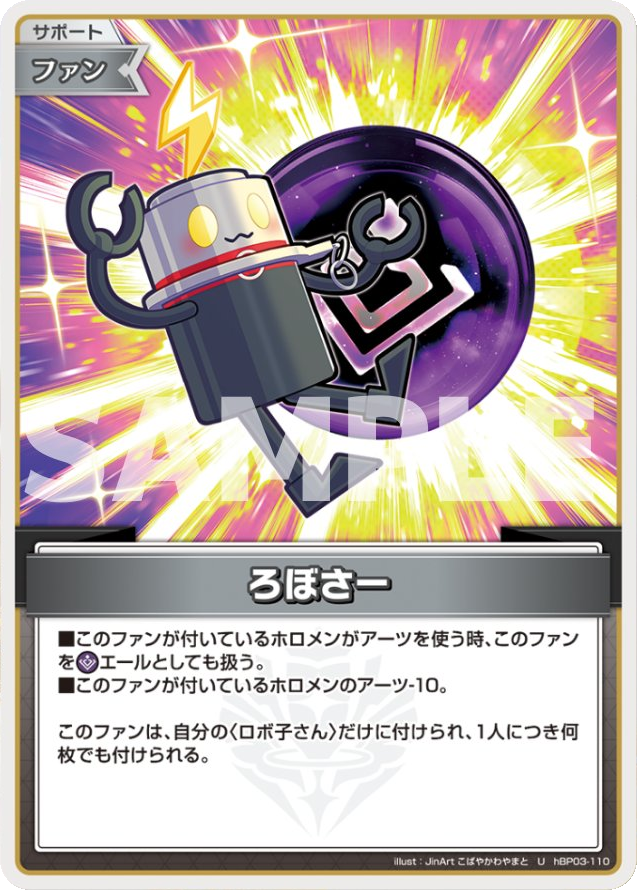 サポート
ファン
SAMPLE
ろぼさー
■このファンが付いているホロメンがアーツを使う時、このファン
をエールとしても扱う。
■このファンが付いているホロメンのアーツ-10。
このファンは、自分の〈ロボ子さん〉だけに付けられ、1人につき何
枚でも付けられる。
illust：JinArt こばやかわやまと U hBP03-110